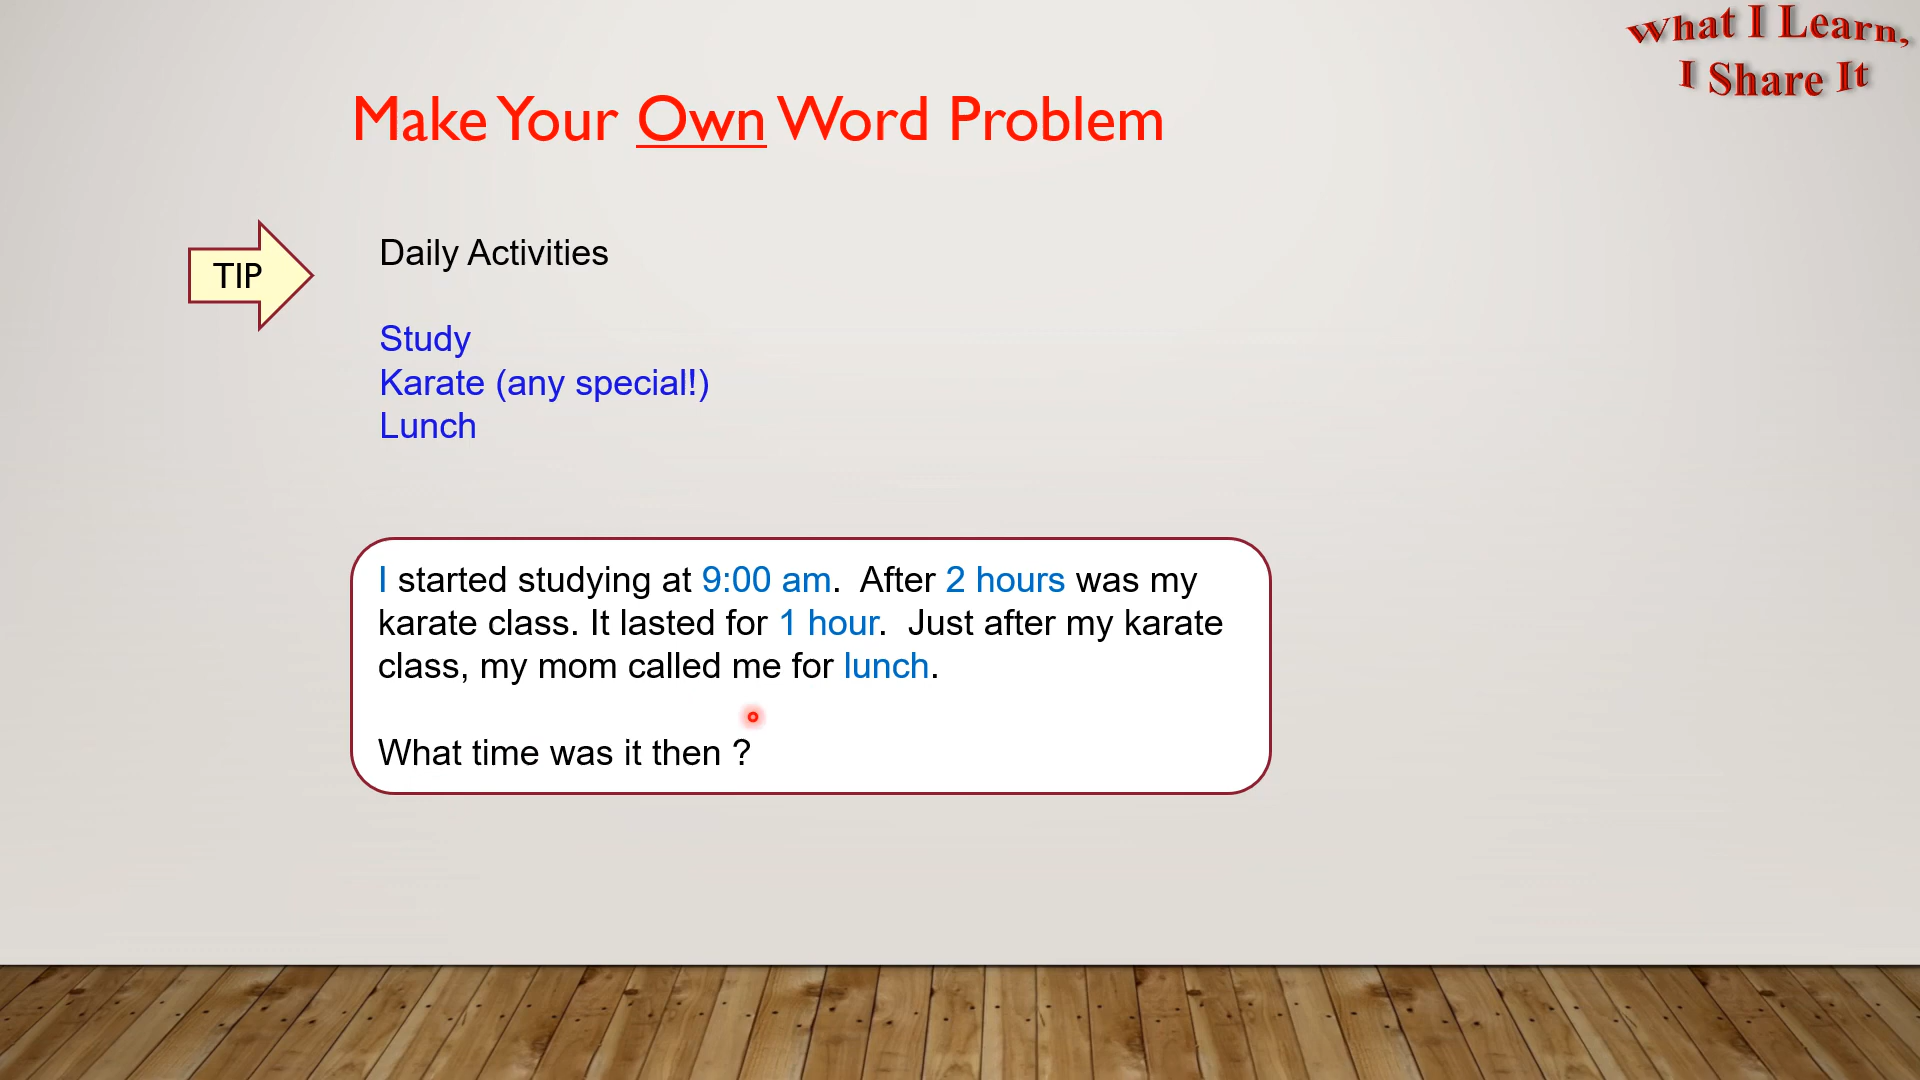 What I Learn,
I Share It
Make Your Own Word Problem
TIP
Daily Activities
Study
Karate (any special!)
Lunch
I started studying at 9:00 am.  After 2 hours was my
karate class. It lasted for 1 hour.  Just after my karate
class, my mom called me for lunch.
What time was it then ?